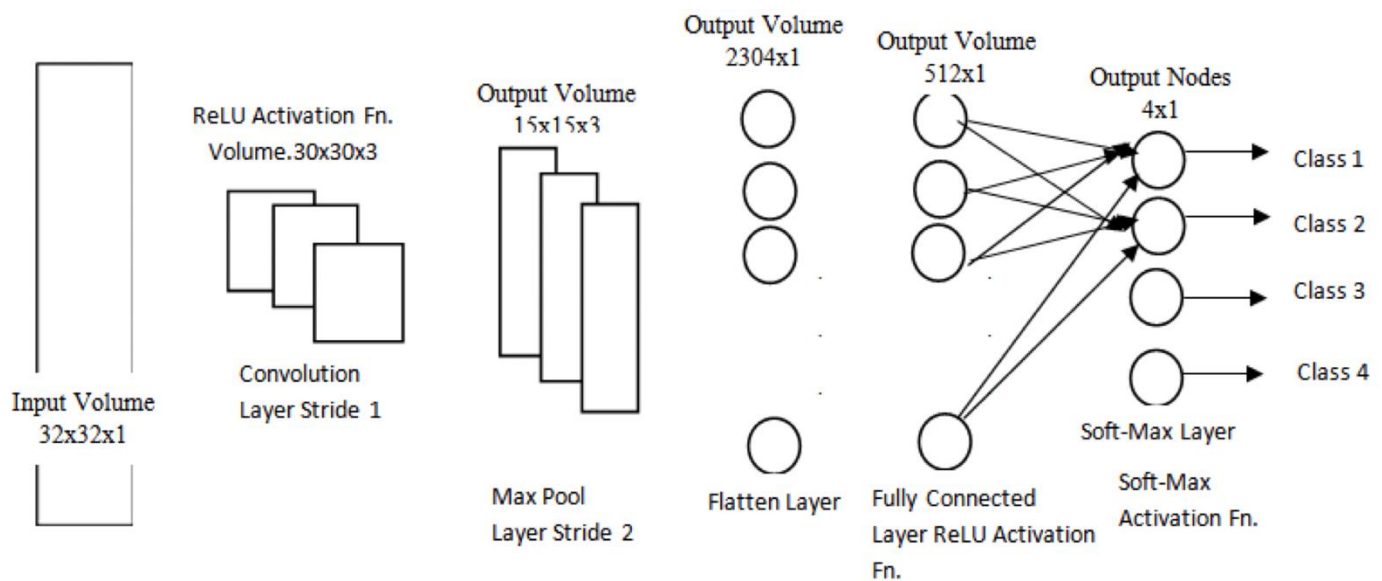 Input Volume
32x32x1
ReLU Activation Fn.
Volume.30x30x3
Convolution
Layer Stride 1
Output Volume
15x15x3
Max Pool
Layer Stride 2
Output Volume
2304x1
Flatten Layer
Output Volume
512x1
Fully Connected
Layer ReLU Activation
Fn.
Output Nodes
4x1
Soft-Max Layer
Soft-Max
Activation Fn.
Class 1
Class 2
Class 3
Class 4